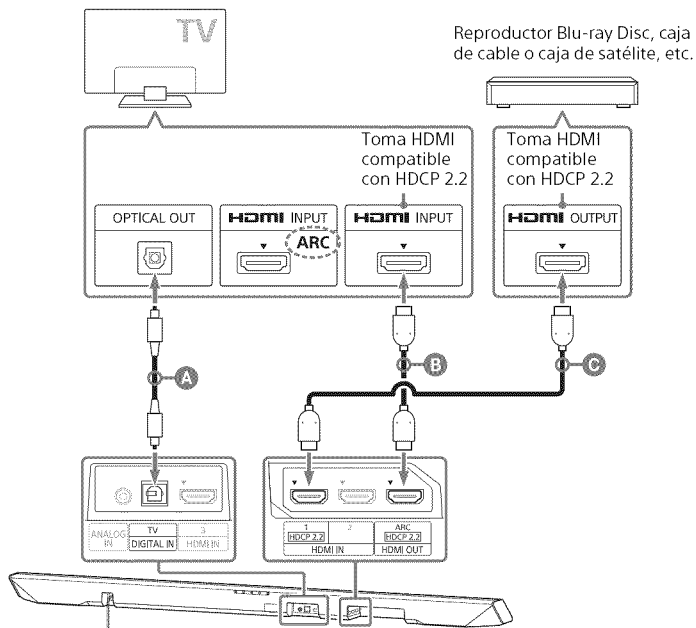 TV
Reproductor Blu-ray Disc, caja
de cable o caja de satélite, etc.
Toma HDMI
compatible
con HDCP 2.2
Toma HDMI
compatible
con HDCP 2.2
OPTICAL OUT
HDMI INPUT
ARC
HDMI INPUT
HDMI OUTPUT
A
B
C
ANALOG
IN
TV
DIGITAL IN
3
HDMI IN
1
HDCP 2.2
2
HDMI IN
ARC
HDCP 2.2
HDMI OUT